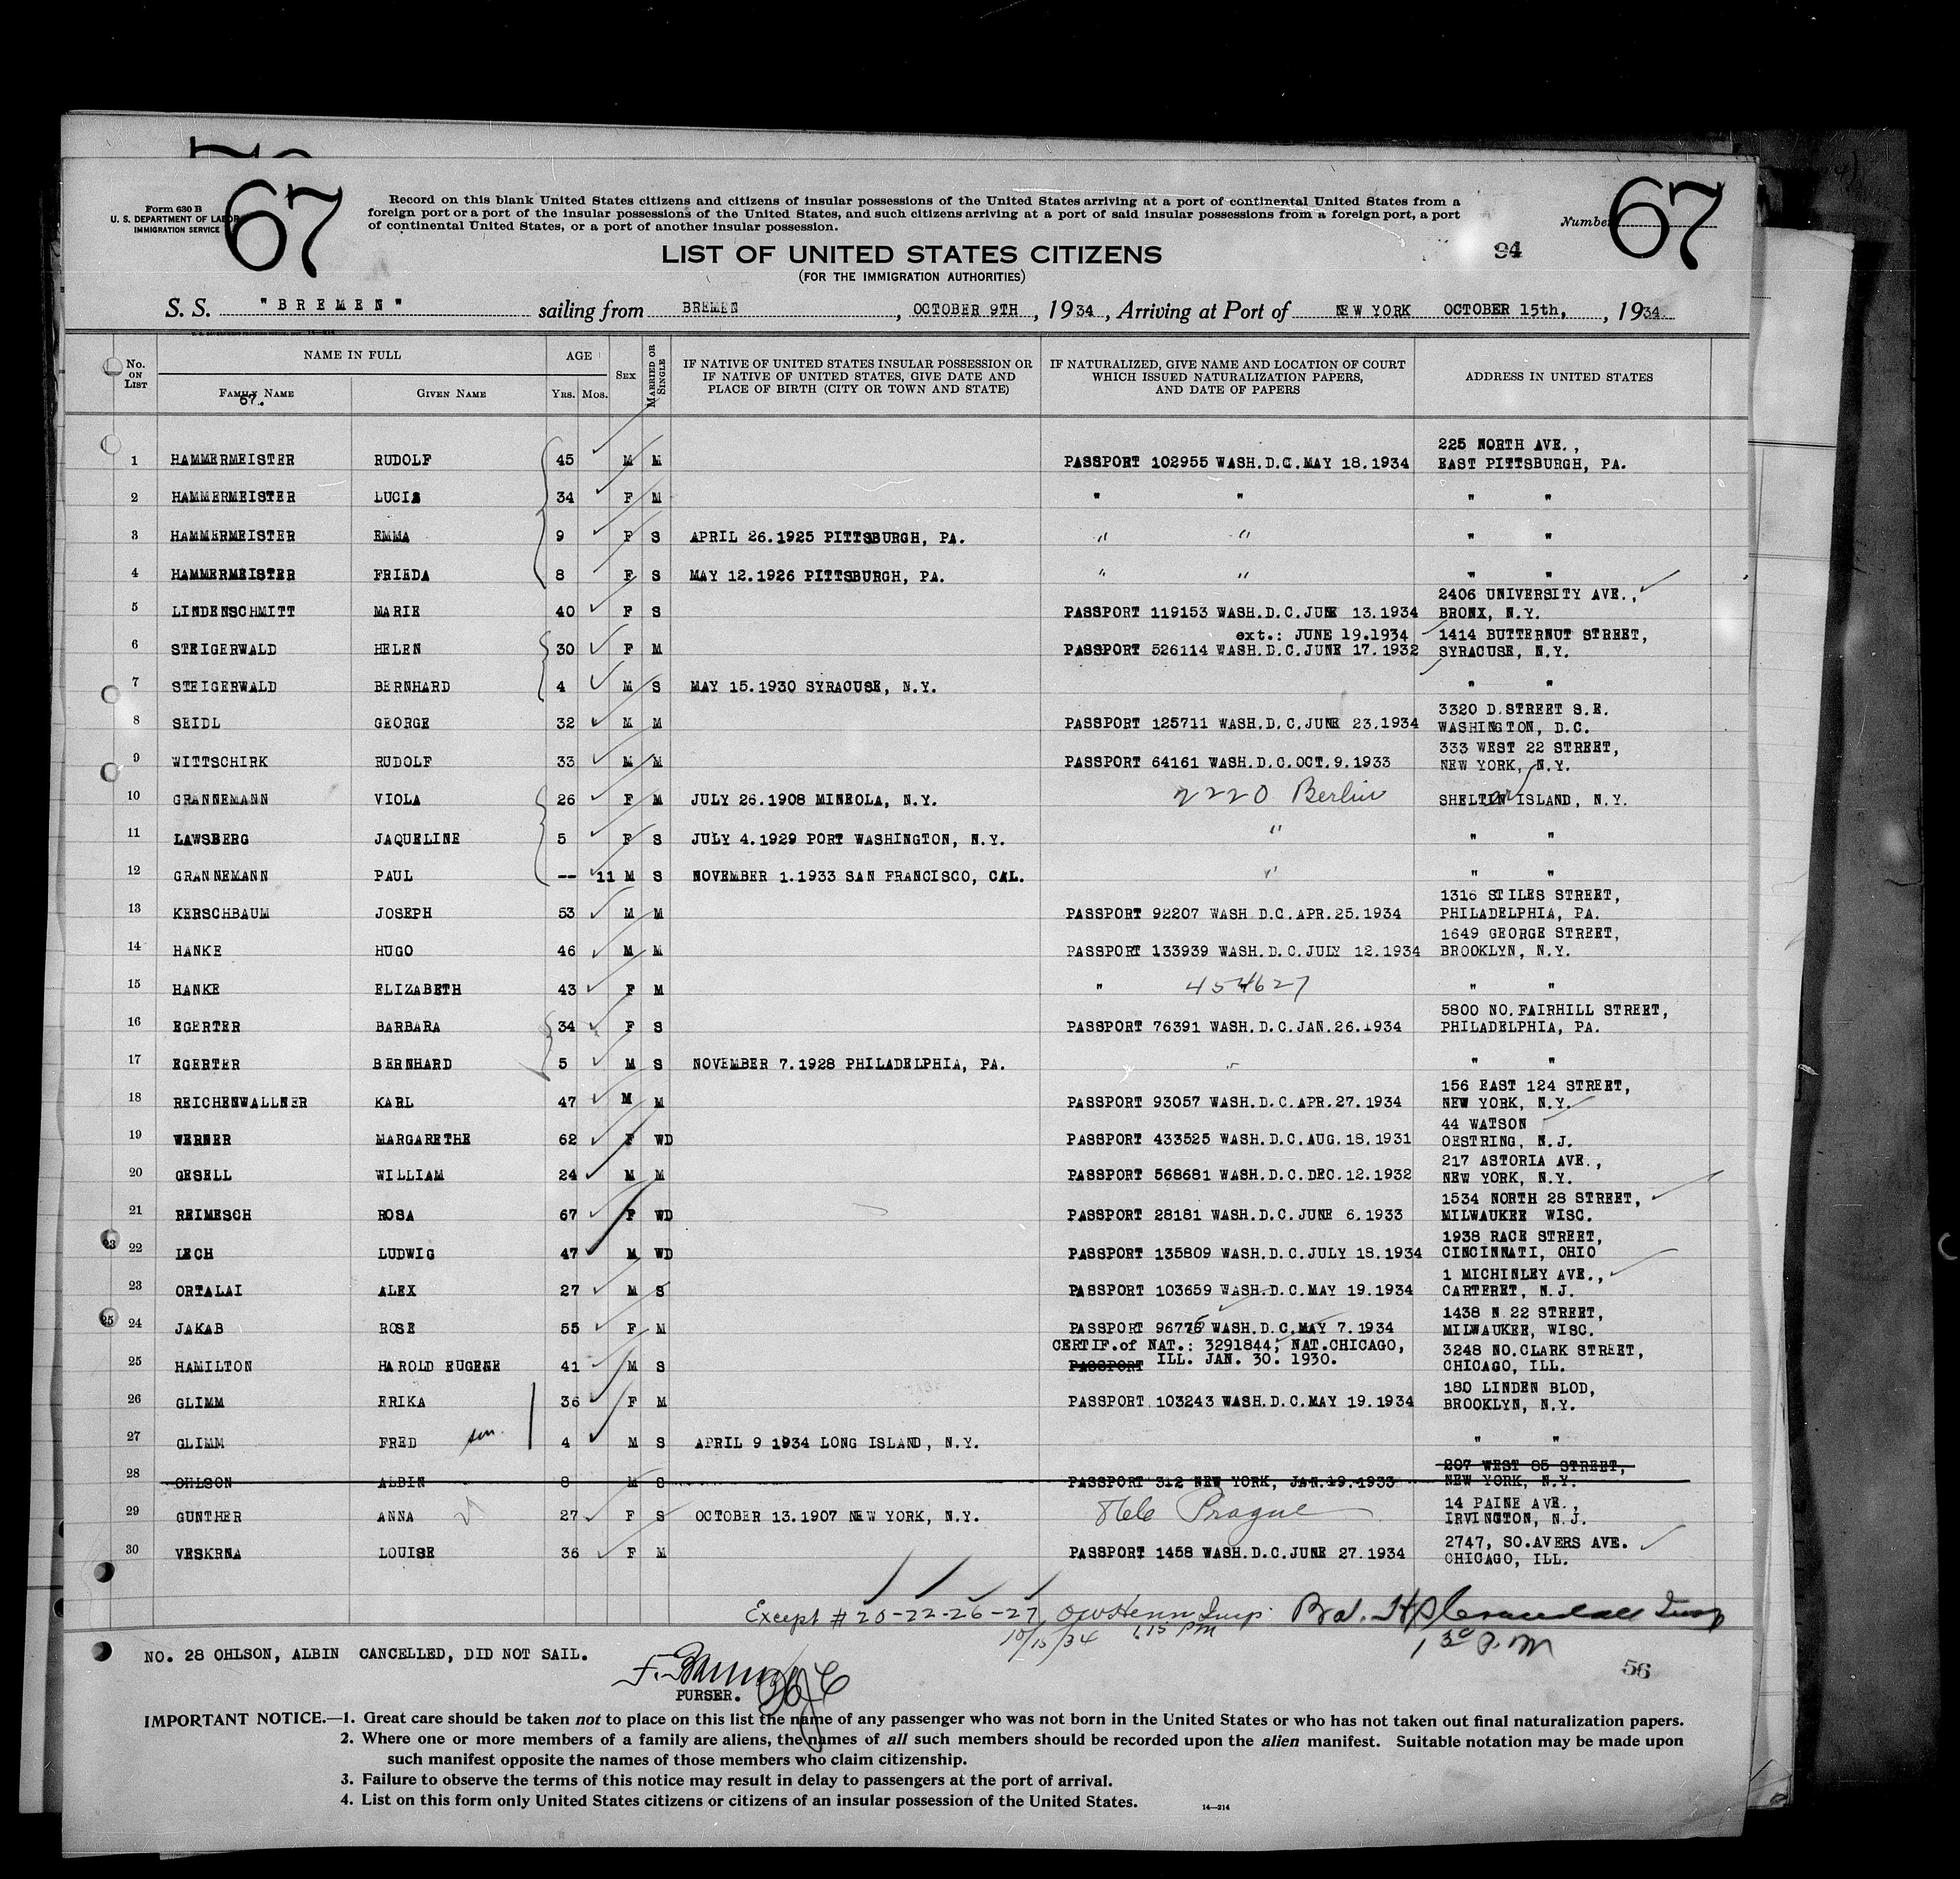 67
67
Form 630 B
U. S. DEPARTMENT OF LABOR
IMMIGRATION SERVICE
Record on this blank United States citizens and citizens of insular possessions of the United States arriving at a port of continental United States from a
foreign port or a port of the insular possessions of the United States, and such citizens arriving at a port of said insular possessions from a foreign port, a port
of continental United States, or a port of another insular possession.
Number
94
LIST OF UNITED STATES CITIZENS
(FOR THE IMMIGRATION AUTHORITIES)
S. S. "BREMEN" sailing from BREMEN, OCTOBER 9TH, 1934, Arriving at Port of NEW YORK OCTOBER 15th, , 1934
No. ON LIST NAME IN FULL FAMILY NAME GIVEN NAME AGE YRS. MOS. SEX MARRIED OR SINGLE IF NATIVE OF UNITED STATES INSULAR POSSESSION OR IF NATIVE OF UNITED STATES, GIVE DATE AND PLACE OF BIRTH (CITY OR TOWN AND STATE) IF NATURALIZED, GIVE NAME AND LOCATION OF COURT WHICH ISSUED NATURALIZATION PAPERS, AND DATE OF PAPERS ADDRESS IN UNITED STATES
67.
225 NORTH AVE.,
1 HAMMERMEISTER RUDOLF 45 M M PASSPORT 102955 WASH.D.C.MAY 18.1934 EAST PITTSBURGH, PA.
2 HAMMERMEISTER LUCIE 34 F M " " " "
3 HAMMERMEISTER EMMA 9 F S APRIL 26.1925 PITTSBURGH, PA. " " " "
4 HAMMERMEISTER FRIEDA 8 F S MAY 12.1926 PITTSBURGH, PA. " " " "
2406 UNIVERSITY AVE.,
5 LINDENSCHMITT MARIE 40 F S PASSPORT 119153 WASH.D.C.JUNE 13.1934 BRONX, N.Y.
ext.: JUNE 19.1934 1414 BUTTERNUT STREET,
6 STEIGERWALD HELEN 30 F M PASSPORT 526114 WASH.D.C.JUNE 17.1932 SYRACUSE, N.Y.
7 STEIGERWALD BERNHARD 4 M S MAY 15.1930 SYRACUSE, N.Y. " "
3320 D.STREET S.E.
8 SEIDL GEORGE 32 M M PASSPORT 125711 WASH.D.C.JUNE 23.1934 WASHINGTON, D.C.
333 WEST 22 STREET,
9 WITTSCHIRK RUDOLF 33 M M PASSPORT 64161 WASH.D.C.OCT.9.1933 NEW YORK, N.Y.
10 GRANNEMANN VIOLA 26 F M JULY 26.1908 MINEOLA, N.Y. 2220 Berlin SHELTIN ISLAND, N.Y.
11 LAWSBERG JAQUELINE 5 F S JULY 4.1929 PORT WASHINGTON, N.Y. " " "
12 GRANNEMANN PAUL -- 11 M S NOVEMBER 1.1933 SAN FRANCISCO, CAL. " " "
1316 STILES STREET,
13 KERSCHBAUM JOSEPH 53 M M PASSPORT 92207 WASH D.C.APR.25.1934 PHILADELPHIA, PA.
1649 GEORGE STREET,
14 HANKE HUGO 46 M M PASSPORT 133939 WASH.D.C.JULY 12.1934 BROOKLYN, N.Y.
15 HANKE ELIZABETH 43 F M " 454627 " "
5800 NO.FAIRHILL STREET,
16 EGERTER BARBARA 34 F S PASSPORT 76391 WASH.D.C.JAN.26.1934 PHILADELPHIA, PA.
17 EGERTER BERNHARD 5 M S NOVEMBER 7.1928 PHILADELPHIA, PA. " "
156 EAST 124 STREET,
18 REICHENWALLNER KARL 47 M M PASSPORT 93057 WASH.D.C.APR.27.1934 NEW YORK, N.Y.
44 WATSON
19 WERNER MARGARETHE 62 F WD PASSPORT 433525 WASH.D.C.AUG.18.1931 OESTRING, N.J.
217 ASTORIA AVE.,
20 GESELL WILLIAM 24 M M PASSPORT 568681 WASH.D.C.DEC.12.1932 NEW YORK, N.Y.
1534 NORTH 28 STREET,
21 REIMESCH ROSA 67 F WD PASSPORT 28181 WASH.D.C.JUNE 6.1933 MILWAUKEE WISC.
1938 RACE STREET,
23 22 LECH LUDWIG 47 M WD PASSPORT 135809 WASH.D.C.JULY 18.1934 CINCINNATI, OHIO
1 MICHINLEY AVE.,
23 ORTALAI ALEX 27 M S PASSPORT 103659 WASH.D.C.MAY 19.1934 CARTERET, N.J.
1438 N 22 STREET,
25 24 JAKAB ROSE 55 F M PASSPORT 96776 WASH.D.C.MAY 7.1934 MILWAUKEE, WISC.
CERTIF.of NAT.: 3291844; NAT.CHICAGO, 3248 NO.CLARK STREET,
25 HAMILTON HAROLD EUGENE 41 M S PASSPORT ILL. JAN. 30. 1930. CHICAGO, ILL.
180 LINDEN BLOD,
26 GLIMM ERIKA 36 F M PASSPORT 103243 WASH.D.C.MAY 19.1934 BROOKLYN, N.Y.
27 GLIMM FRED son 4 M S APRIL 9 1934 LONG ISLAND, N.Y. " "
207 WEST 85 STREET,
28 OHLSON ALBIN 8 M S PASSPORT 312 NEW YORK, JAN.19.1933 NEW YORK, N.Y.
14 PAINE AVE.,
29 GUNTHER ANNA 27 F S OCTOBER 13.1907 NEW YORK, N.Y. Prague IRVINGTON, N.J.
2747, SO.AVERS AVE.
30 VESKRNA LOUISE 36 F M PASSPORT 1458 WASH.D.C.JUNE 27.1934 CHICAGO, ILL.
Except # 20-22-26-27 Insp.
10/15/34 1.15 PM 1 30 P.M
NO. 28 OHLSON, ALBIN CANCELLED, DID NOT SAIL.
PURSER.
56
IMPORTANT NOTICE.—1. Great care should be taken not to place on this list the name of any passenger who was not born in the United States or who has not taken out final naturalization papers.
2. Where one or more members of a family are aliens, the names of all such members should be recorded upon the alien manifest. Suitable notation may be made upon
such manifest opposite the names of those members who claim citizenship.
3. Failure to observe the terms of this notice may result in delay to passengers at the port of arrival.
4. List on this form only United States citizens or citizens of an insular possession of the United States.
14—214